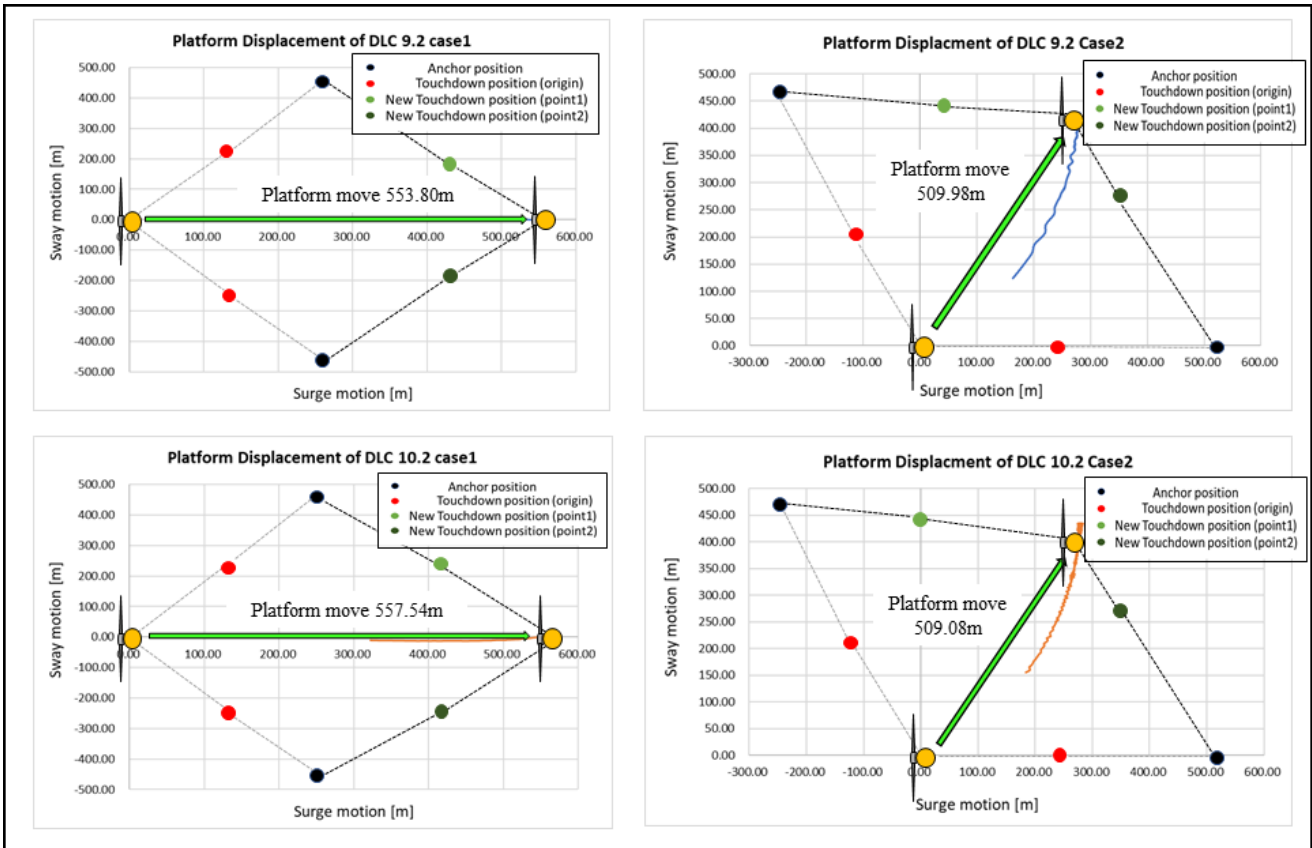 Platform Displacement of DLC 9.2 case1
500.00
400.00
300.00
200.00
100.00
0.00
-100.00
-200.00
-300.00
-400.00
-500.00
Sway motion [m]
Anchor position
Touchdown position (origin)
New Touchdown position (point1)
New Touchdown position (point2)
Platform move 553.80m
0.00 100.00 200.00 300.00 400.00 500.00 600.00
Surge motion [m]
Platform Displacment of DLC 9.2 Case2
500.00
450.00
400.00
350.00
300.00
250.00
200.00
150.00
100.00
50.00
0.00
Sway motion [m]
Anchor position
Touchdown position (origin)
New Touchdown position (point1)
New Touchdown position (point2)
Platform move
509.98m
-300.00 -200.00 -100.00 0.00 100.00 200.00 300.00 400.00 500.00 600.00
Surge motion [m]
Platform Displacement of DLC 10.2 case1
500.00
400.00
300.00
200.00
100.00
0.00
-100.00
-200.00
-300.00
-400.00
-500.00
Sway motion [m]
Anchor position
Touchdown position (origin)
New Touchdown position (point1)
New Touchdown position (point2)
Platform move 557.54m
0.00 100.00 200.00 300.00 400.00 500.00 600.00
Surge motion [m]
Platform Displacment of DLC 10.2 Case2
500.00
450.00
400.00
350.00
300.00
250.00
200.00
150.00
100.00
50.00
0.00
Sway motion [m]
Anchor position
Touchdown position (origin)
New Touchdown position (point1)
New Touchdown position (point2)
Platform move
509.08m
-300.00 -200.00 -100.00 0.00 100.00 200.00 300.00 400.00 500.00 600.00
Surge motion [m]